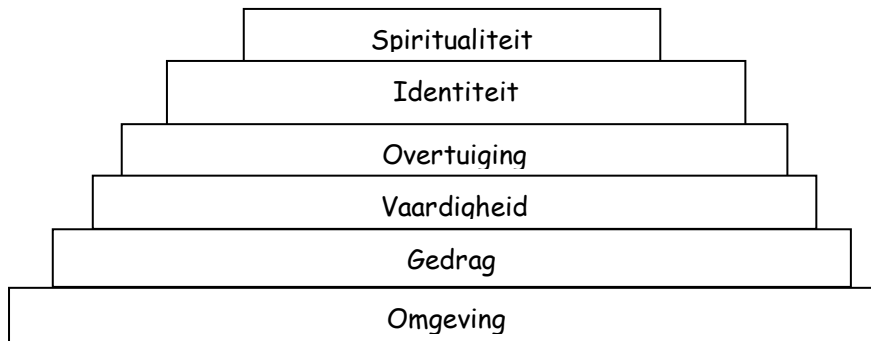 Spiritualiteit
Identiteit
Overtuiging
Vaardigheid
Gedrag
Omgeving